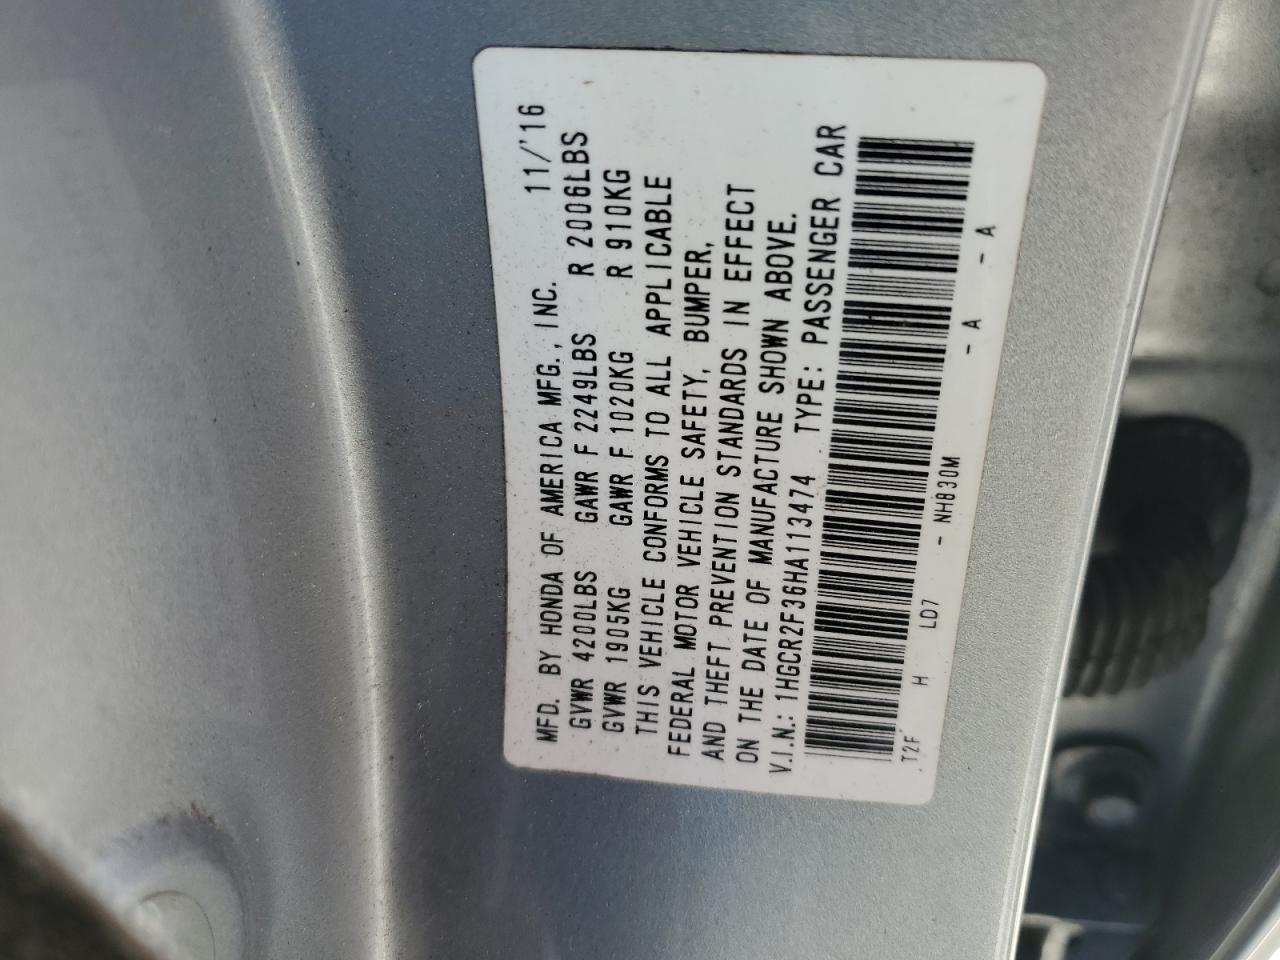 MFD. BY HONDA OF AMERICA MFG., INC. 11/'16
GVWR 4200LBS GAWR F 2249LBS R 2006LBS
GVWR 1905KG GAWR F 1020KG R 910KG
THIS VEHICLE CONFORMS TO ALL APPLICABLE
FEDERAL MOTOR VEHICLE SAFETY, BUMPER,
AND THEFT PREVENTION STANDARDS IN EFFECT
ON THE DATE OF MANUFACTURE SHOWN ABOVE.
V.I.N.: 1HGCR2F36HA113474 TYPE: PASSENGER CAR
T2F H LD7 - NH830M - A - A